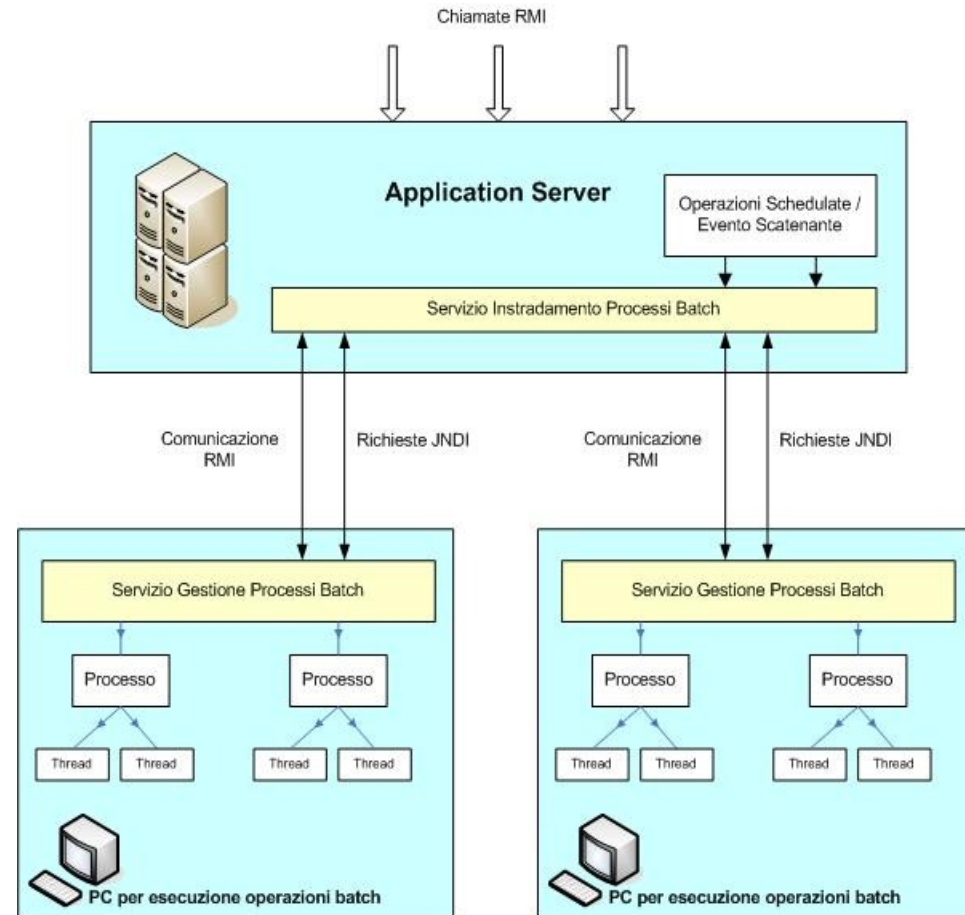 Chiamate RMI
Application Server
Operazioni Schedulate /
Evento Scatenante
Servizio Instradamento Processi Batch
Comunicazione
RMI
Richieste JNDI
Comunicazione
RMI
Richieste JNDI
Servizio Gestione Processi Batch
Processo
Processo
Thread
Thread
Thread
Thread
PC per esecuzione operazioni batch
Servizio Gestione Processi Batch
Processo
Processo
Thread
Thread
Thread
Thread
PC per esecuzione operazioni batch